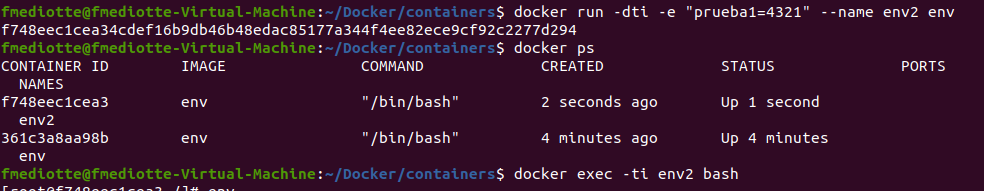 fmediotte@fmediotte-Virtual-Machine:~/Docker/containers$ docker run -dti -e "prueba1=4321" --name env2 env
f748eec1cea34cdef16b9db46b48edac85177a344f4ee82ece9cf92c2277d294
fmediotte@fmediotte-Virtual-Machine:~/Docker/containers$ docker ps
CONTAINER ID        IMAGE               COMMAND             CREATED             STATUS              PORTS
  NAMES
f748eec1cea3        env                 "/bin/bash"         2 seconds ago       Up 1 second
  env2
361c3a8aa98b        env                 "/bin/bash"         4 minutes ago       Up 4 minutes
  env
fmediotte@fmediotte-Virtual-Machine:~/Docker/containers$ docker exec -ti env2 bash
[root@f748eec1cea3 /]# env